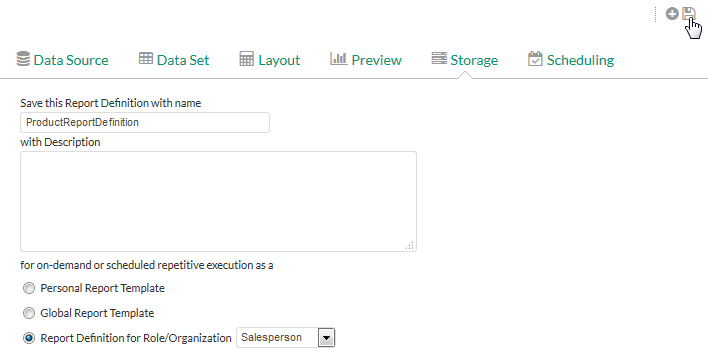 Data Source Data Set Layout Preview Storage Scheduling
Save this Report Definition with name
ProductReportDefinition
with Description
for on-demand or scheduled repetitive execution as a
Personal Report Template
Global Report Template
Report Definition for Role/Organization Salesperson